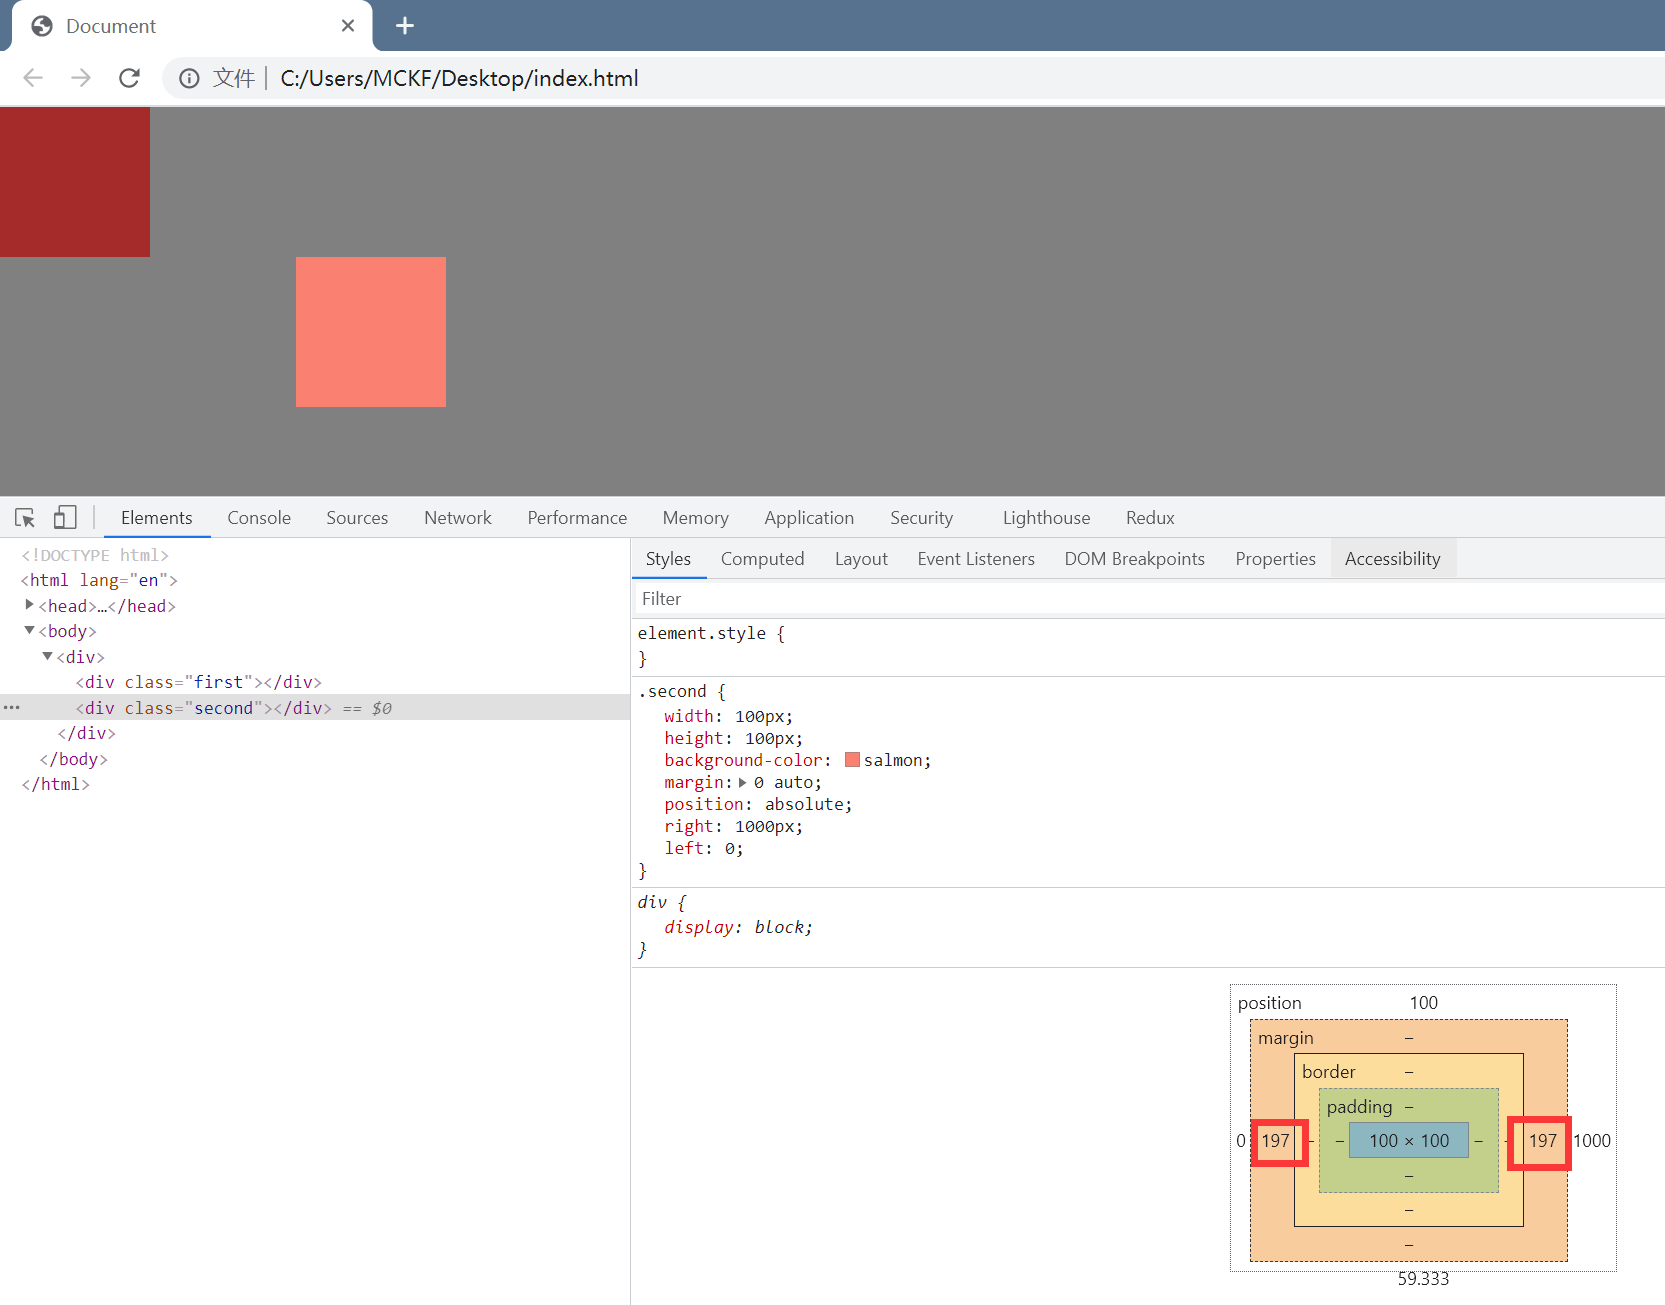 Document
文件 C:/Users/MCKF/Desktop/index.html
Elements Console Sources Network Performance Memory Application Security Lighthouse Redux
<!DOCTYPE html>
<html lang="en">
<head>…</head>
<body>
<div>
<div class="first"></div>
<div class="second"></div> == $0
</div>
</body>
</html>
Styles Computed Layout Event Listeners DOM Breakpoints Properties Accessibility
Filter
element.style {
}
.second {
width: 100px;
height: 100px;
background-color: salmon;
margin: 0 auto;
position: absolute;
right: 1000px;
left: 0;
}
div {
display: block;
}
position 100
margin –
border –
padding –
0 197 – – 100 × 100 – – 197 1000
–
–
–
59.333